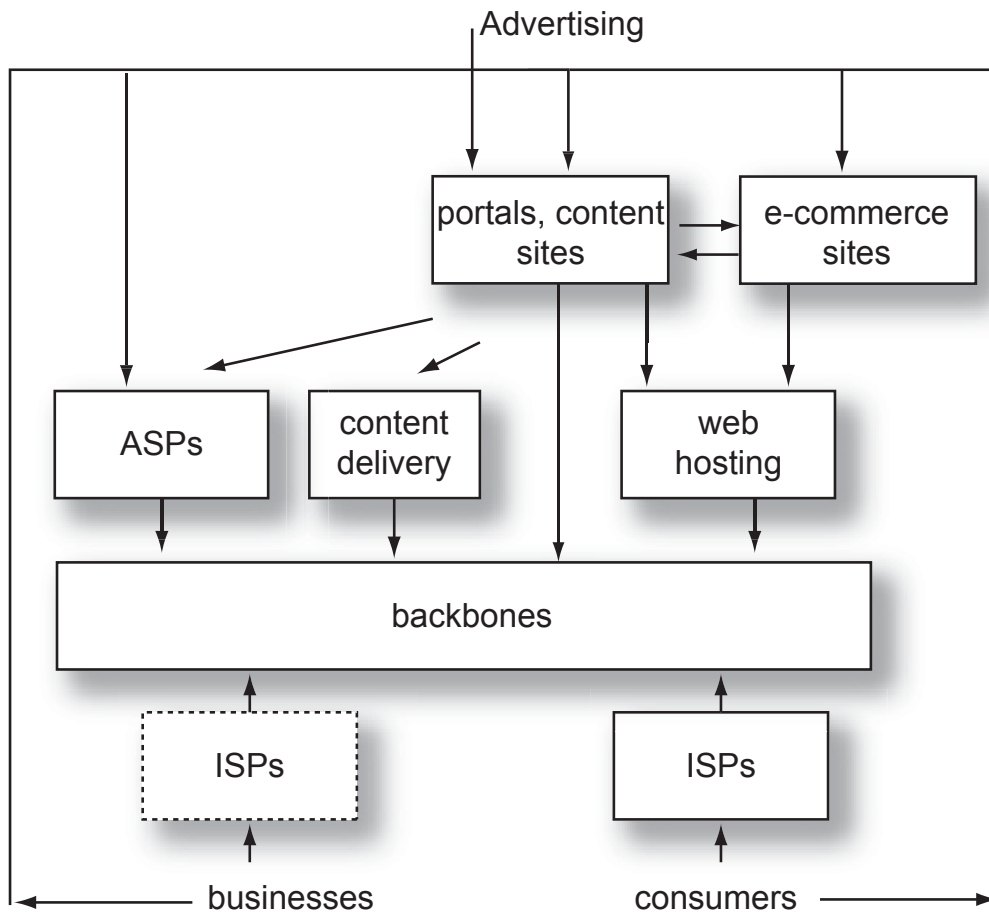 Advertising
portals, content
sites
e-commerce
sites
ASPs
content
delivery
web
hosting
backbones
ISPs
ISPs
businesses
consumers